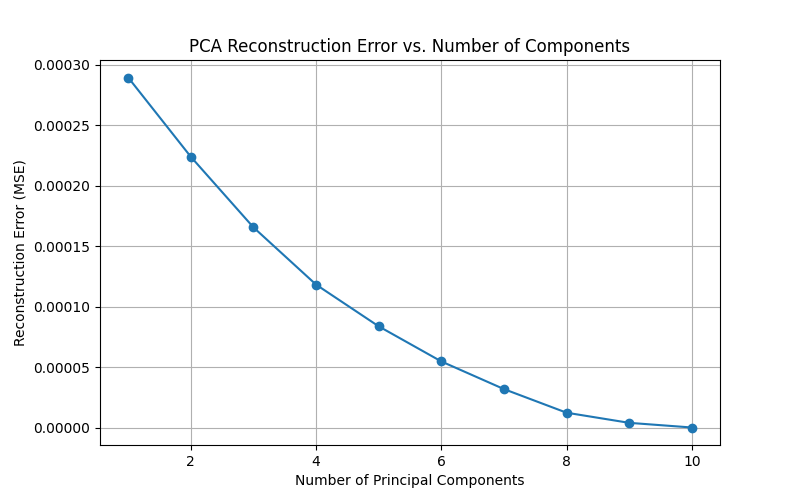 PCA Reconstruction Error vs. Number of Components
0.00030
0.00025
0.00020
0.00015
0.00010
0.00005
0.00000
Reconstruction Error (MSE)
2 4 6 8 10
Number of Principal Components